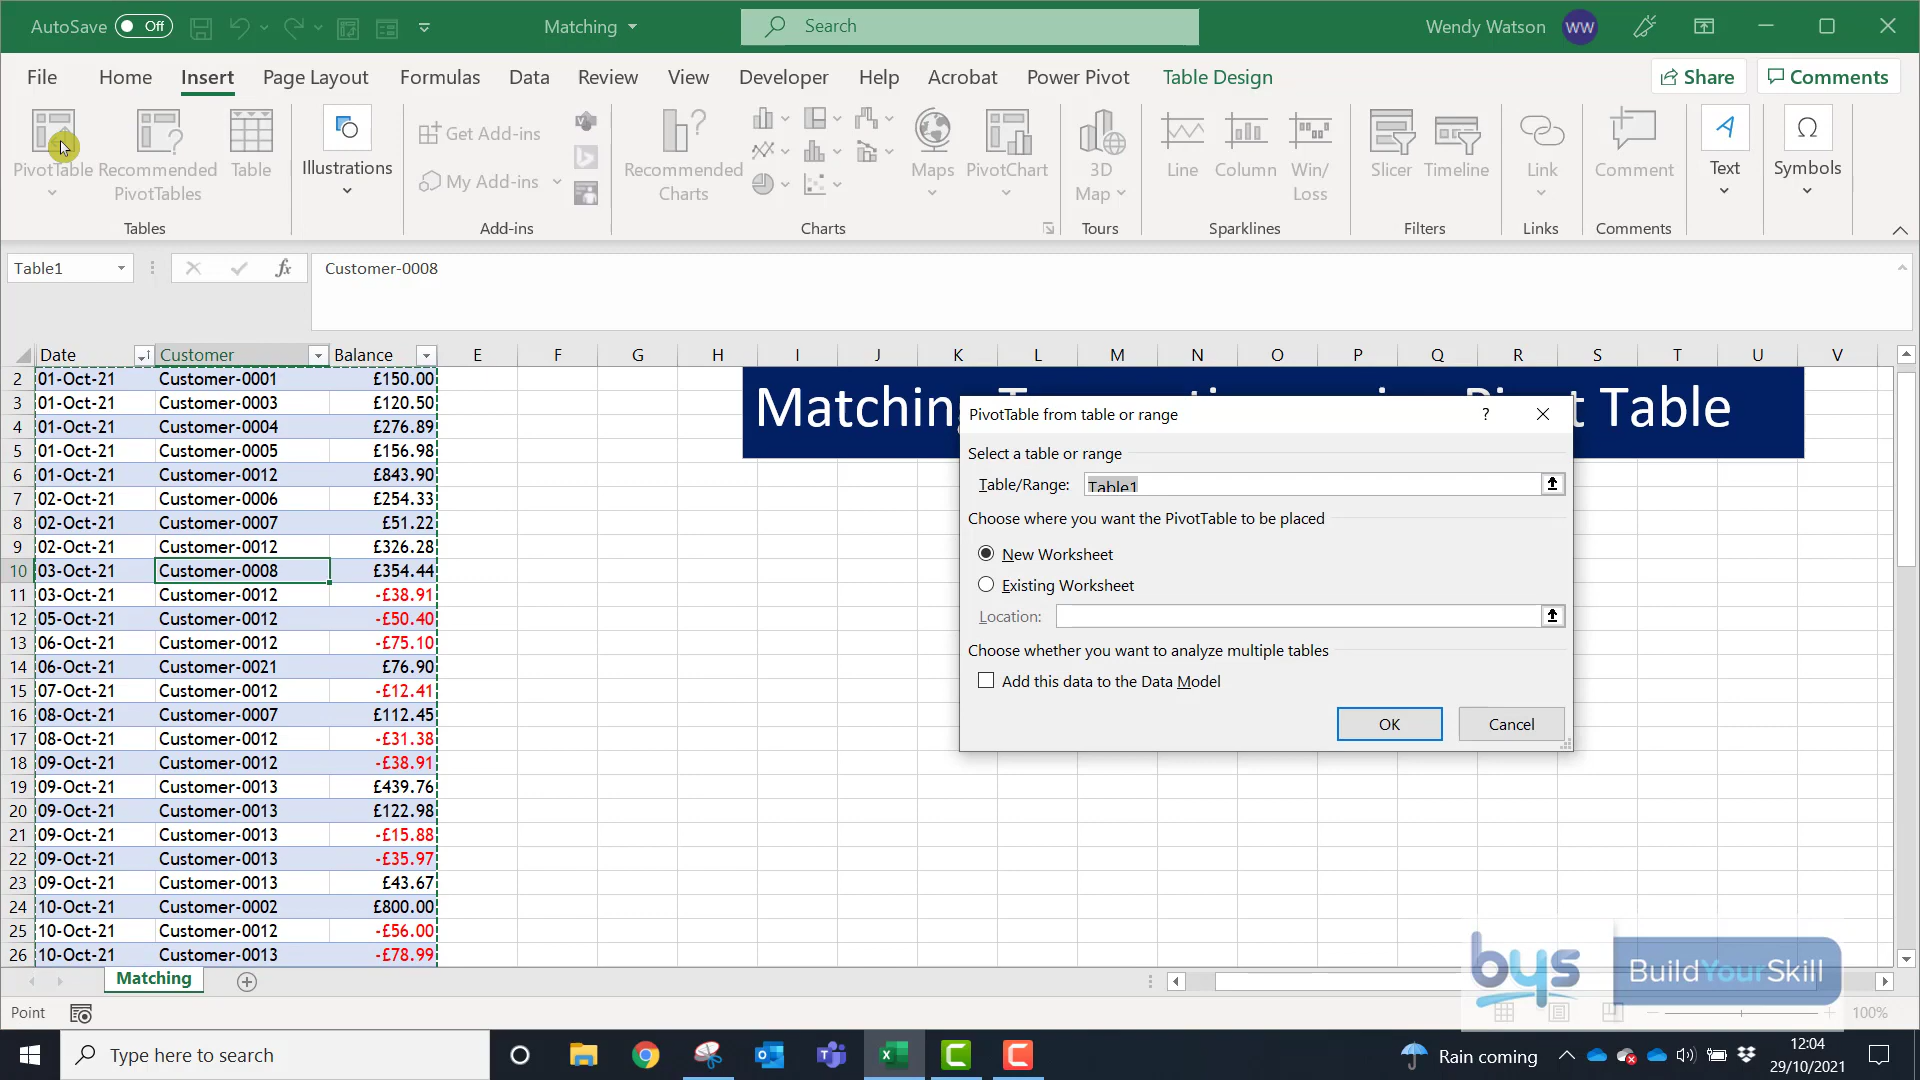 AutoSave Off Matching Search Wendy Watson WW
File Home Insert Page Layout Formulas Data Review View Developer Help Acrobat Power Pivot Table Design Share Comments
PivotTable Recommended PivotTables Table Illustrations Get Add-ins My Add-ins Recommended Charts Maps PivotChart 3D Map Line Column Win/Loss Slicer Timeline Link Comment Text Symbols
Tables Add-ins Charts Tours Sparklines Filters Links Comments
Table1 fx Customer-0008
Date Customer Balance E F G H I J K L M N O P Q R S T U V
2 01-Oct-21 Customer-0001 £150.00
3 01-Oct-21 Customer-0003 £120.50
4 01-Oct-21 Customer-0004 £276.89
5 01-Oct-21 Customer-0005 £156.98
6 01-Oct-21 Customer-0012 £843.90
7 02-Oct-21 Customer-0006 £254.33
8 02-Oct-21 Customer-0007 £51.22
9 02-Oct-21 Customer-0012 £326.28
10 03-Oct-21 Customer-0008 £354.44
11 03-Oct-21 Customer-0012 -£38.91
12 05-Oct-21 Customer-0012 -£50.40
13 06-Oct-21 Customer-0012 -£75.10
14 06-Oct-21 Customer-0021 £76.90
15 07-Oct-21 Customer-0012 -£12.41
16 08-Oct-21 Customer-0007 £112.45
17 08-Oct-21 Customer-0012 -£31.38
18 09-Oct-21 Customer-0012 -£38.91
19 09-Oct-21 Customer-0013 £439.76
20 09-Oct-21 Customer-0013 £122.98
21 09-Oct-21 Customer-0013 -£15.88
22 09-Oct-21 Customer-0013 -£35.97
23 09-Oct-21 Customer-0013 £43.67
24 10-Oct-21 Customer-0002 £800.00
25 10-Oct-21 Customer-0012 -£56.00
26 10-Oct-21 Customer-0013 -£78.99
Matching Table
PivotTable from table or range ?
Select a table or range
Table/Range: Table1
Choose where you want the PivotTable to be placed
New Worksheet
Existing Worksheet
Location:
Choose whether you want to analyze multiple tables
Add this data to the Data Model
OK Cancel
bys BuildYourSkill
Matching
Point 100%
Type here to search Rain coming 12:04
29/10/2021